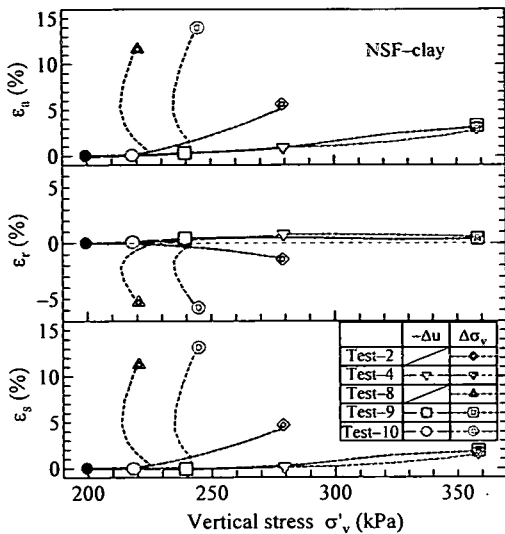 NSF-clay
15
10
5
0
εa (%)
5
0
-5
εr (%)
15
10
5
0
εs (%)
-Δu Δσv
Test-2
Test-4
Test-8
Test-9
Test-10
200 250 300 350
Vertical stress σ'v (kPa)